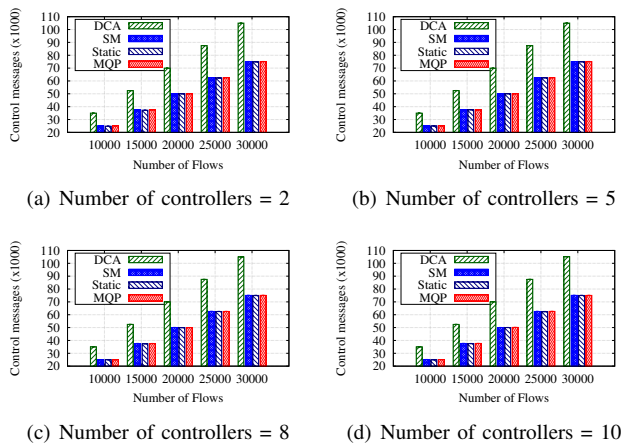 110
100
90
80
70
60
50
40
30
20
Control messages (x1000)
DCA
SM
Static
MQP
10000 15000 20000 25000 30000
Number of Flows
(a) Number of controllers = 2
110
100
90
80
70
60
50
40
30
20
Control messages (x1000)
DCA
SM
Static
MQP
10000 15000 20000 25000 30000
Number of Flows
(b) Number of controllers = 5
110
100
90
80
70
60
50
40
30
20
Control messages (x1000)
DCA
SM
Static
MQP
10000 15000 20000 25000 30000
Number of Flows
(c) Number of controllers = 8
110
100
90
80
70
60
50
40
30
20
Control messages (x1000)
DCA
SM
Static
MQP
10000 15000 20000 25000 30000
Number of Flows
(d) Number of controllers = 10